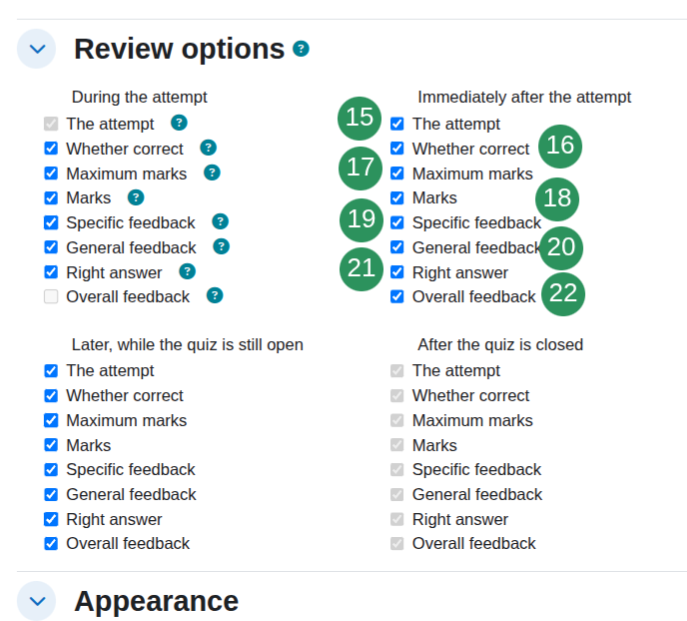 Review options ?
During the attempt
The attempt ?
Whether correct ?
Maximum marks ?
Marks ?
Specific feedback ?
General feedback ?
Right answer ?
Overall feedback ?
Immediately after the attempt
15 The attempt
Whether correct 16
17 Maximum marks
Marks 18
19 Specific feedback
General feedback 20
21 Right answer
Overall feedback 22
Later, while the quiz is still open
The attempt
Whether correct
Maximum marks
Marks
Specific feedback
General feedback
Right answer
Overall feedback
After the quiz is closed
The attempt
Whether correct
Maximum marks
Marks
Specific feedback
General feedback
Right answer
Overall feedback
Appearance